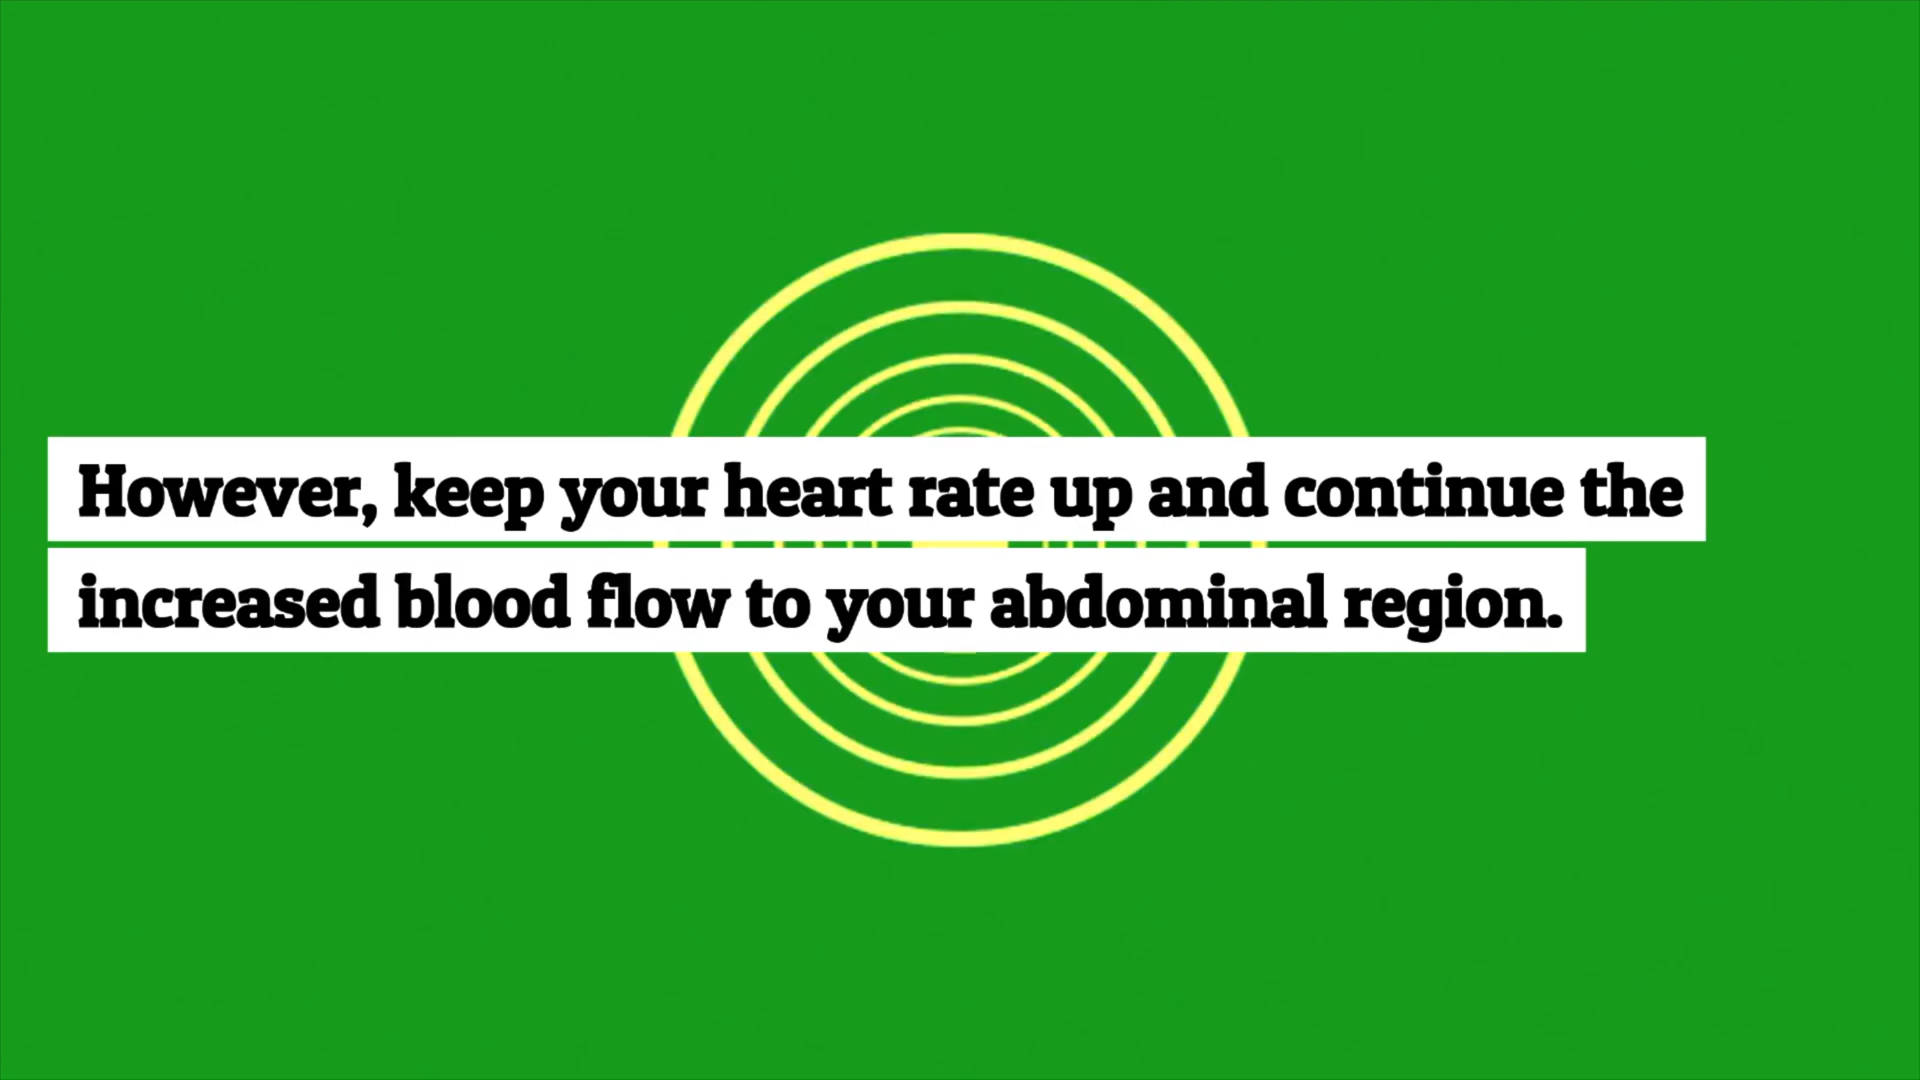 However, keep your heart rate up and continue the
increased blood flow to your abdominal region.